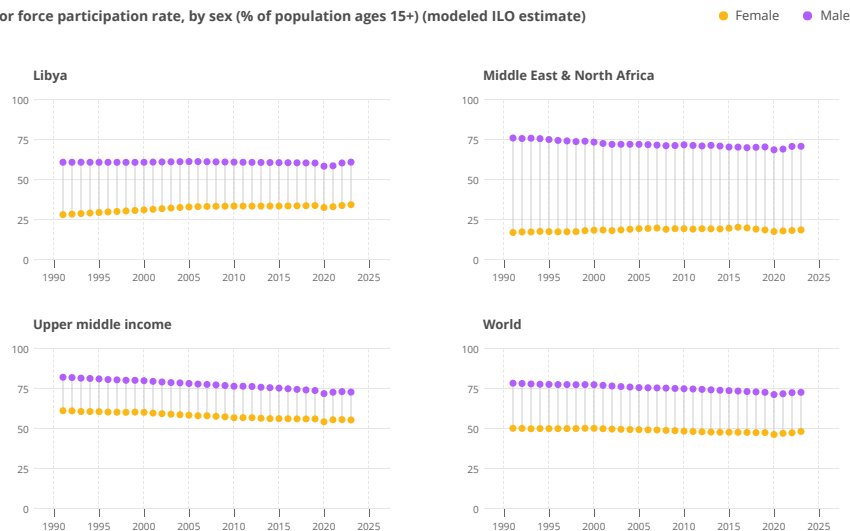 or force participation rate, by sex (% of population ages 15+) (modeled ILO estimate)
Female Male
Libya
100
75
50
25
0
1990 1995 2000 2005 2010 2015 2020 2025
Middle East & North Africa
100
75
50
25
0
1990 1995 2000 2005 2010 2015 2020 2025
Upper middle income
100
75
50
25
0
1990 1995 2000 2005 2010 2015 2020 2025
World
100
75
50
25
0
1990 1995 2000 2005 2010 2015 2020 2025